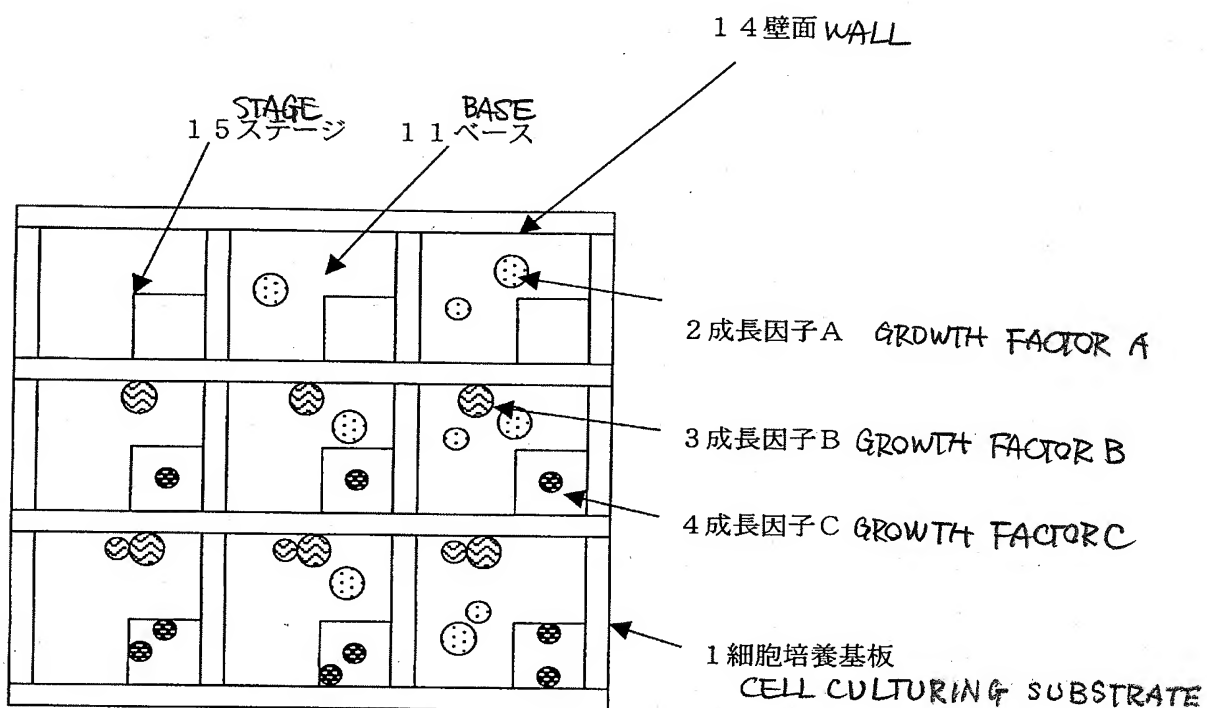 １４壁面 WALL
STAGE
１５ステージ
BASE
１１ベース
２成長因子A GROWTH FACTOR A
３成長因子B GROWTH FACTOR B
４成長因子C GROWTH FACTOR C
１細胞培養基板
CELL CULTURING SUBSTRATE